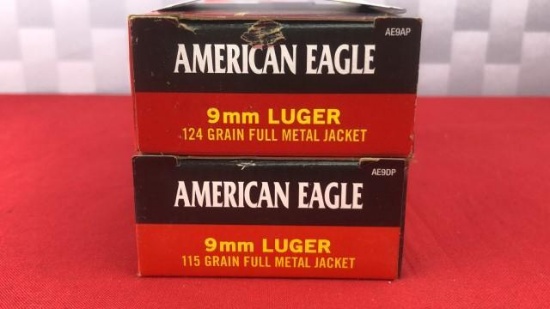 AE9AP
AMERICAN EAGLE
9mm LUGER
124 GRAIN FULL METAL JACKET
AE9DP
AMERICAN EAGLE
9mm LUGER
115 GRAIN FULL METAL JACKET